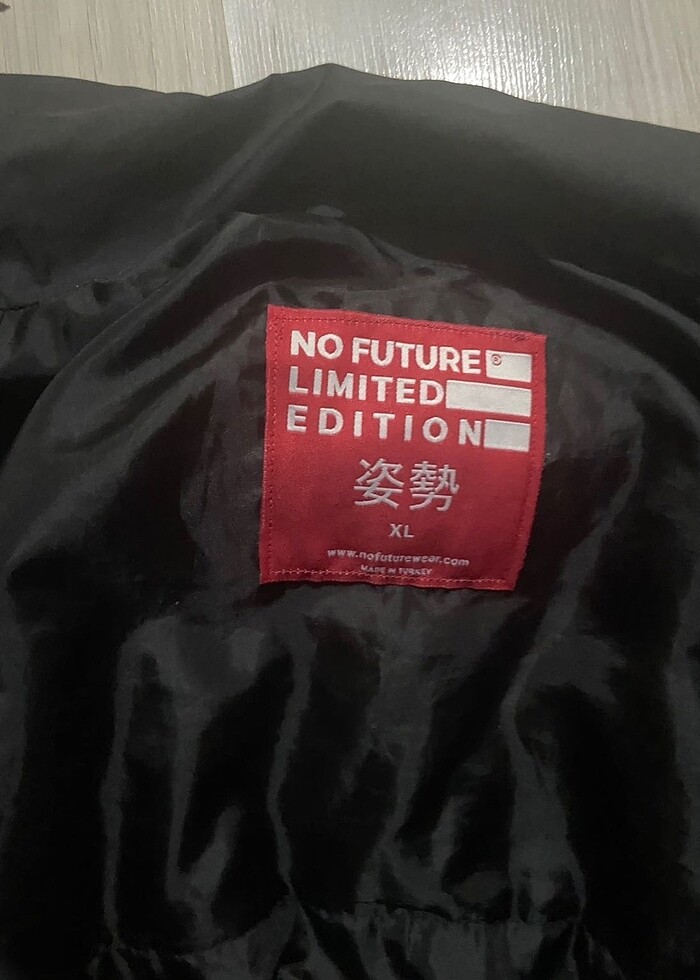 NO FUTURE®
LIMITED
EDITION
姿勢
XL
www.nofuturewear.com
MADE IN TURKEY